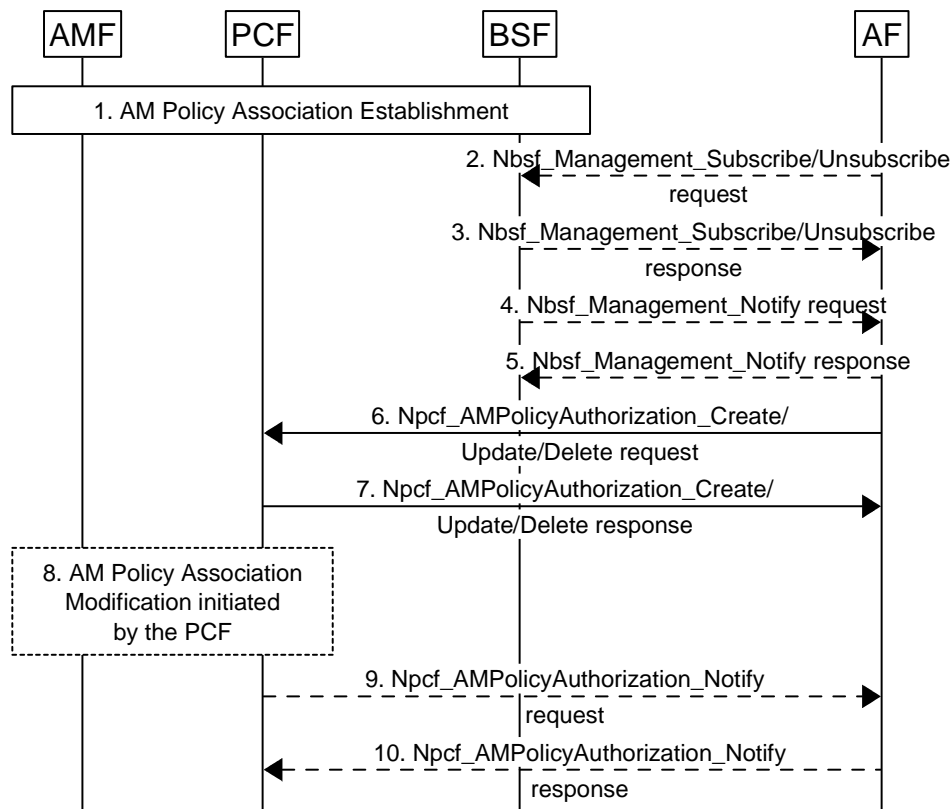 AMF PCF BSF AF
1. AM Policy Association Establishment
2. Nbsf_Management_Subscribe/Unsubscribe
request
3. Nbsf_Management_Subscribe/Unsubscribe
response
4. Nbsf_Management_Notify request
5. Nbsf_Management_Notify response
6. Npcf_AMPolicyAuthorization_Create/
Update/Delete request
7. Npcf_AMPolicyAuthorization_Create/
Update/Delete response
8. AM Policy Association
Modification initiated
by the PCF
9. Npcf_AMPolicyAuthorization_Notify
request
10. Npcf_AMPolicyAuthorization_Notify
response